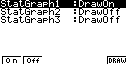 StatGraph1 :DrawOn
StatGraph2 :DrawOff
StatGraph3 :DrawOff
On Off DRAW